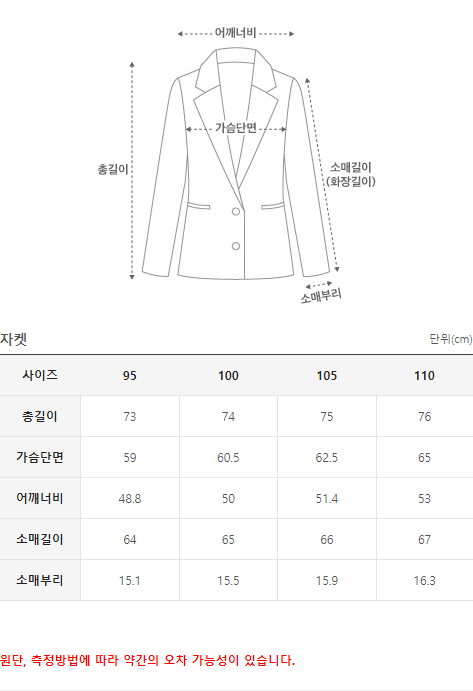 어깨너비
가슴단면
총길이
소매길이
(화장길이)
소매부리
자켓 단위(cm)
사이즈 95 100 105 110
총길이 73 74 75 76
가슴단면 59 60.5 62.5 65
어깨너비 48.8 50 51.4 53
소매길이 64 65 66 67
소매부리 15.1 15.5 15.9 16.3
원단, 측정방법에 따라 약간의 오차 가능성이 있습니다.